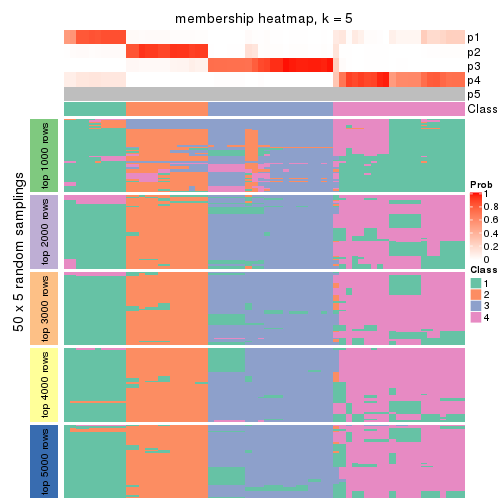 membership heatmap, k = 5
p1
p2
p3
p4
p5
Class
50 x 5 random samplings
top 1000 rows
top 2000 rows
top 3000 rows
top 4000 rows
top 5000 rows
Prob
1
0.8
0.6
0.4
0.2
0
Class
1
2
3
4